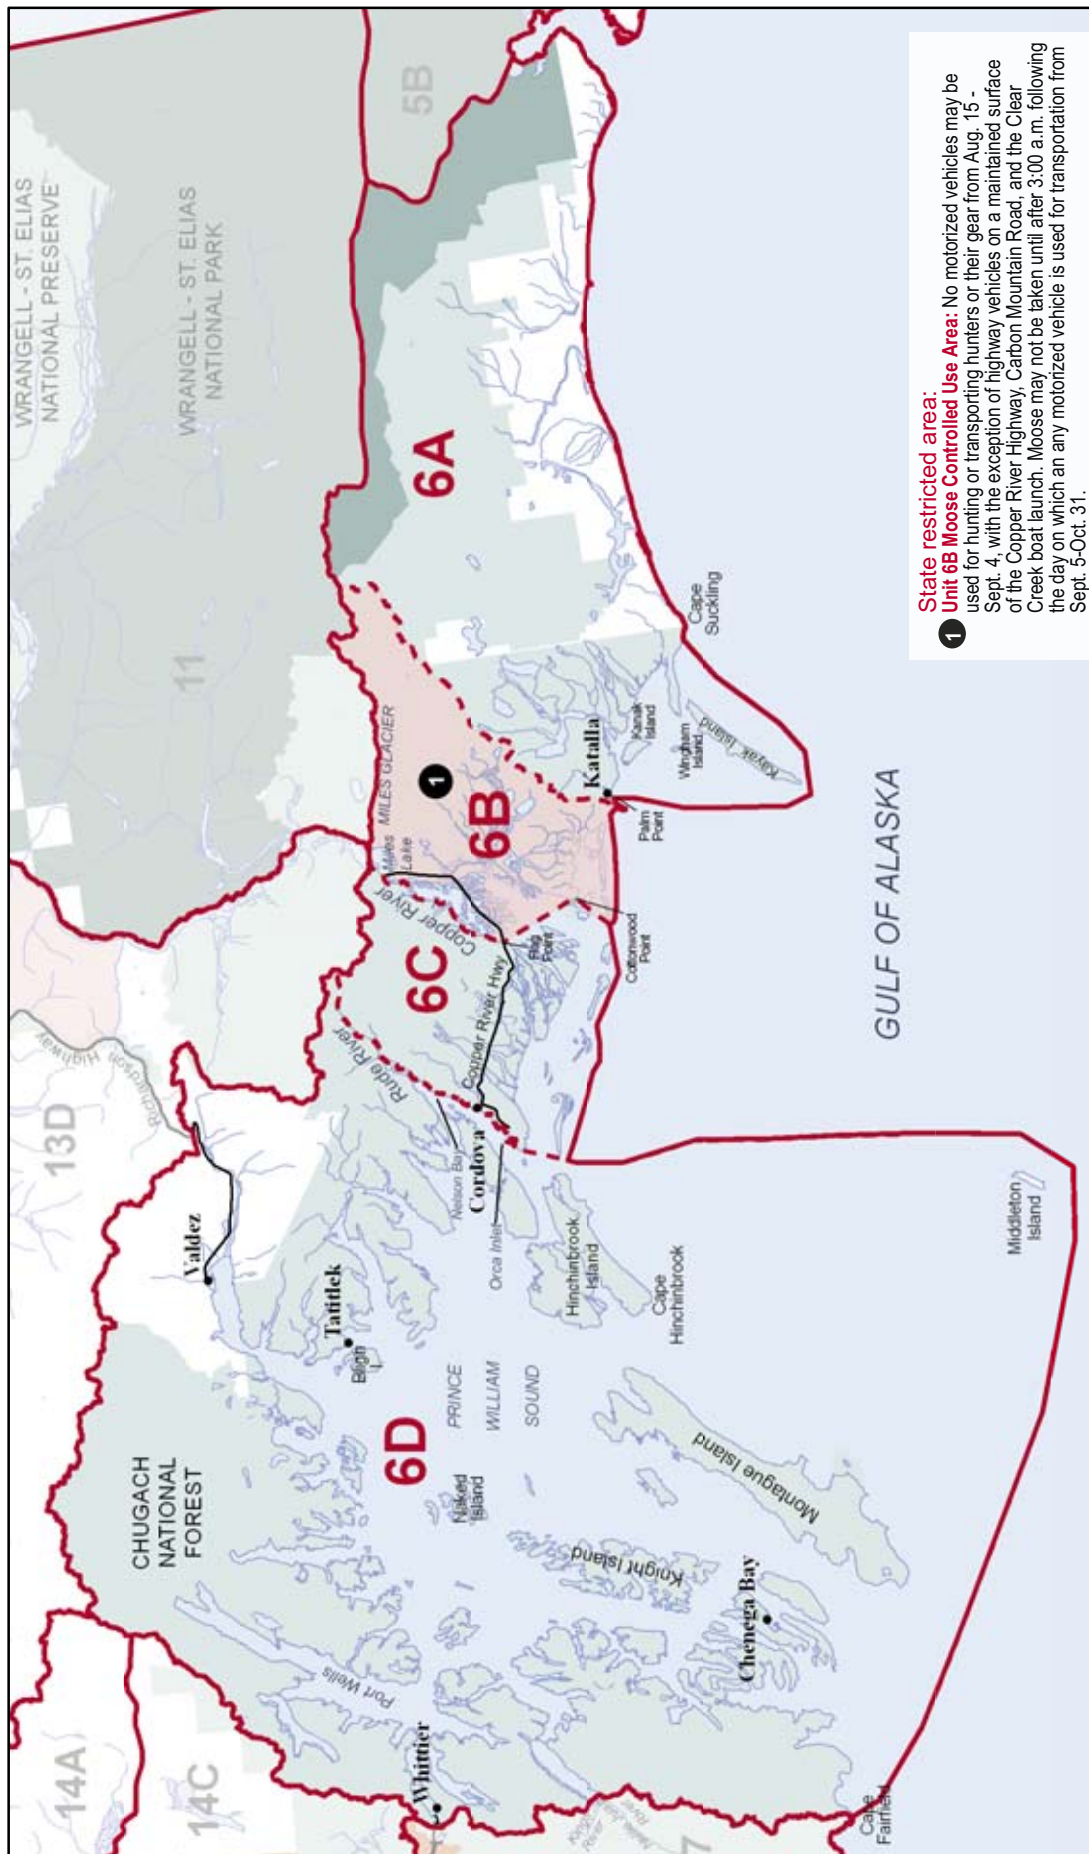 WRANGELL - ST. ELIAS
NATIONAL PRESERVE
WRANGELL - ST. ELIAS
NATIONAL PARK
5B
11
13D
14A
14C
7
Richardson
Highway
6A
6B
6C
6D
1
MILES GLACIER
Miles
Lake
Copper River
Copper River Hwy
Flag
Point
Cottonwood
Point
Palm
Point
Katalla
Kanak
Island
Wingham
Island
Kayak Island
Cape
Suckling
Rude River
Nelson Bay
Cordova
Orca Inlet
Hinchinbrook
Island
Cape
Hinchinbrook
Middleton
Island
GULF OF ALASKA
Valdez
Tatitlek
Bligh
PRINCE
WILLIAM
SOUND
Naked
Island
CHUGACH
NATIONAL
FOREST
Montague Island
Knight Island
Chenega Bay
Port Wells
Whittier
Cape
Fairfield
State restricted area:
1 Unit 6B Moose Controlled Use Area: No motorized vehicles may be
used for hunting or transporting hunters or their gear from Aug. 15 -
Sept. 4, with the exception of highway vehicles on a maintained surface
of the Copper River Highway, Carbon Mountain Road, and the Clear
Creek boat launch. Moose may not be taken until after 3:00 a.m. following
the day on which an any motorized vehicle is used for transportation from
Sept. 5-Oct. 31.